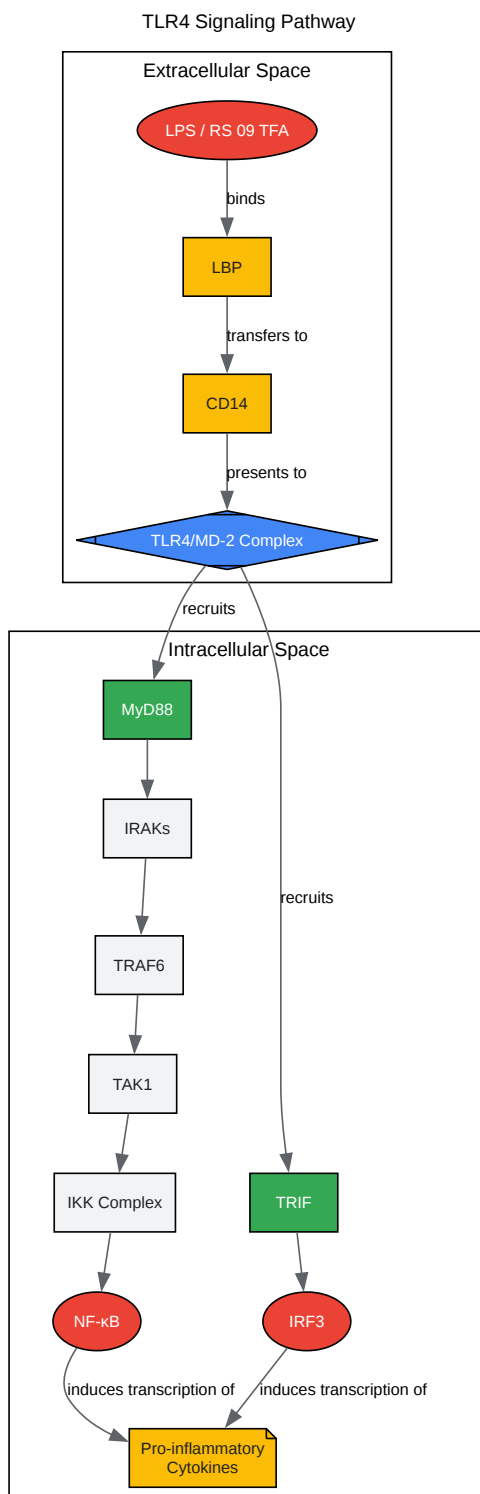 TLR4 Signaling Pathway
Extracellular Space
LPS / RS 09 TFA
binds
LBP
transfers to
CD14
presents to
TLR4/MD-2 Complex
recruits
Intracellular Space
MyD88
IRAKs
recruits
TRAF6
TAK1
IKK Complex
TRIF
NF-κB
IRF3
induces transcription of
induces transcription of
Pro-inflammatory
Cytokines